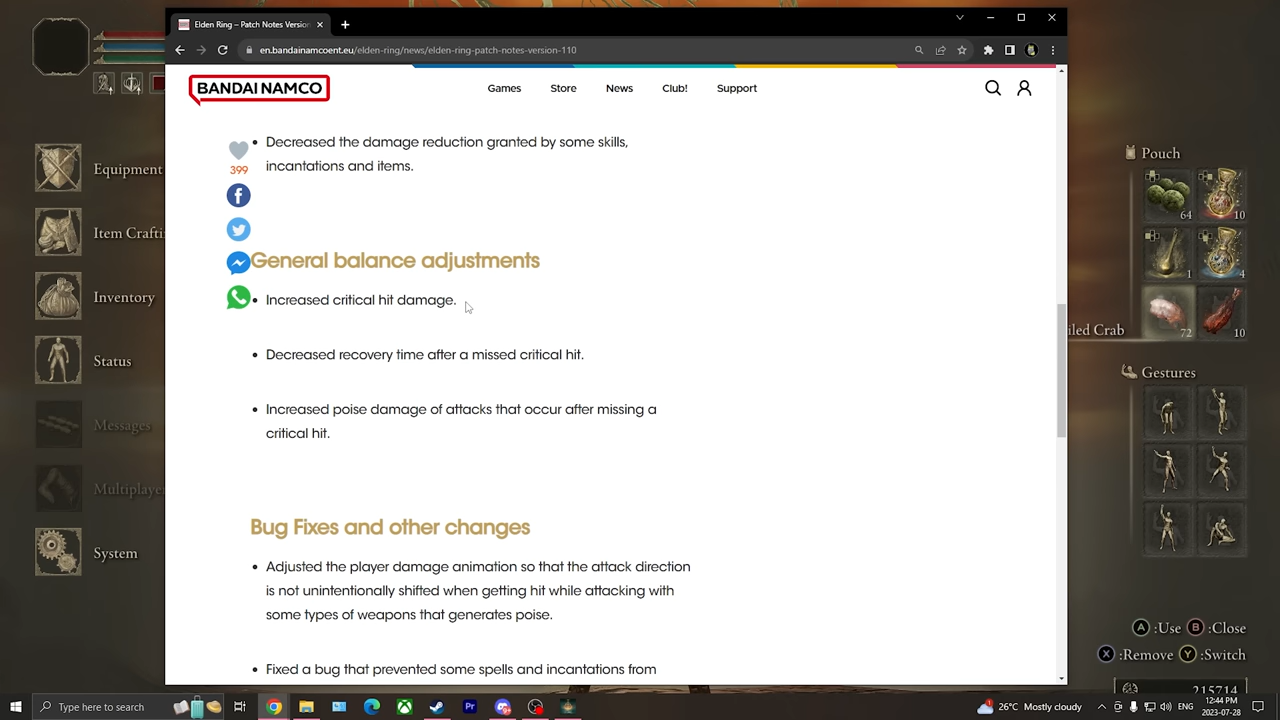 Elden Ring – Patch Notes Version
en.bandainamcoent.eu/elden-ring/news/elden-ring-patch-notes-version-110
BANDAI NAMCO
Games
Store
News
Club!
Support
399
• Decreased the damage reduction granted by some skills,
incantations and items.
General balance adjustments
• Increased critical hit damage.
• Decreased recovery time after a missed critical hit.
• Increased poise damage of attacks that occur after missing a
critical hit.
Bug Fixes and other changes
• Adjusted the player damage animation so that the attack direction
is not unintentionally shifted when getting hit while attacking with
some types of weapons that generates poise.
• Fixed a bug that prevented some spells and incantations from
Equipment
Item Crafti
Inventory
Status
Messages
Multiplaye
System
Pouch
64
10
1
4
iled Crab
72
10
Gestures
A :Use B :Close
X :Remove Y :Switch
215714
Type here to search
1
26°C Mostly cloudy
ENG
12:44 PM
2023-07-28